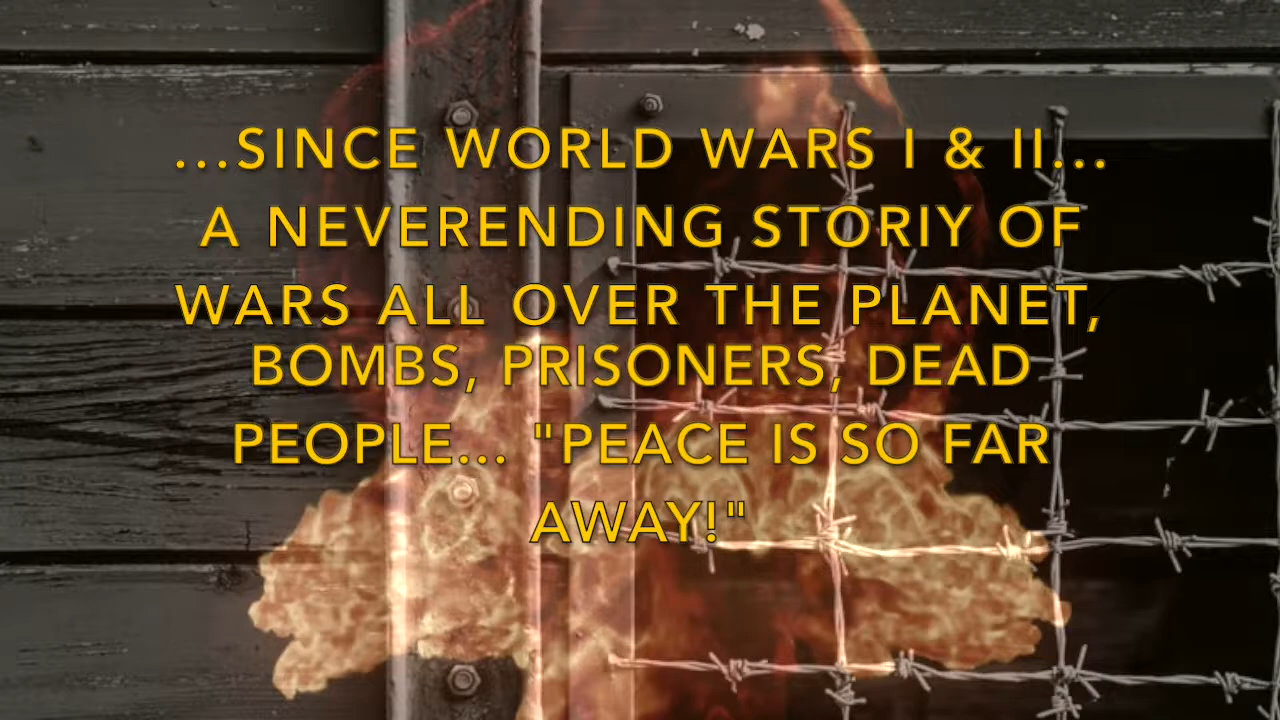 ...SINCE WORLD WARS I & II...
A NEVERENDING STORIY OF
WARS ALL OVER THE PLANET,
BOMBS, PRISONERS, DEAD
PEOPLE... "PEACE IS SO FAR
AWAY!"